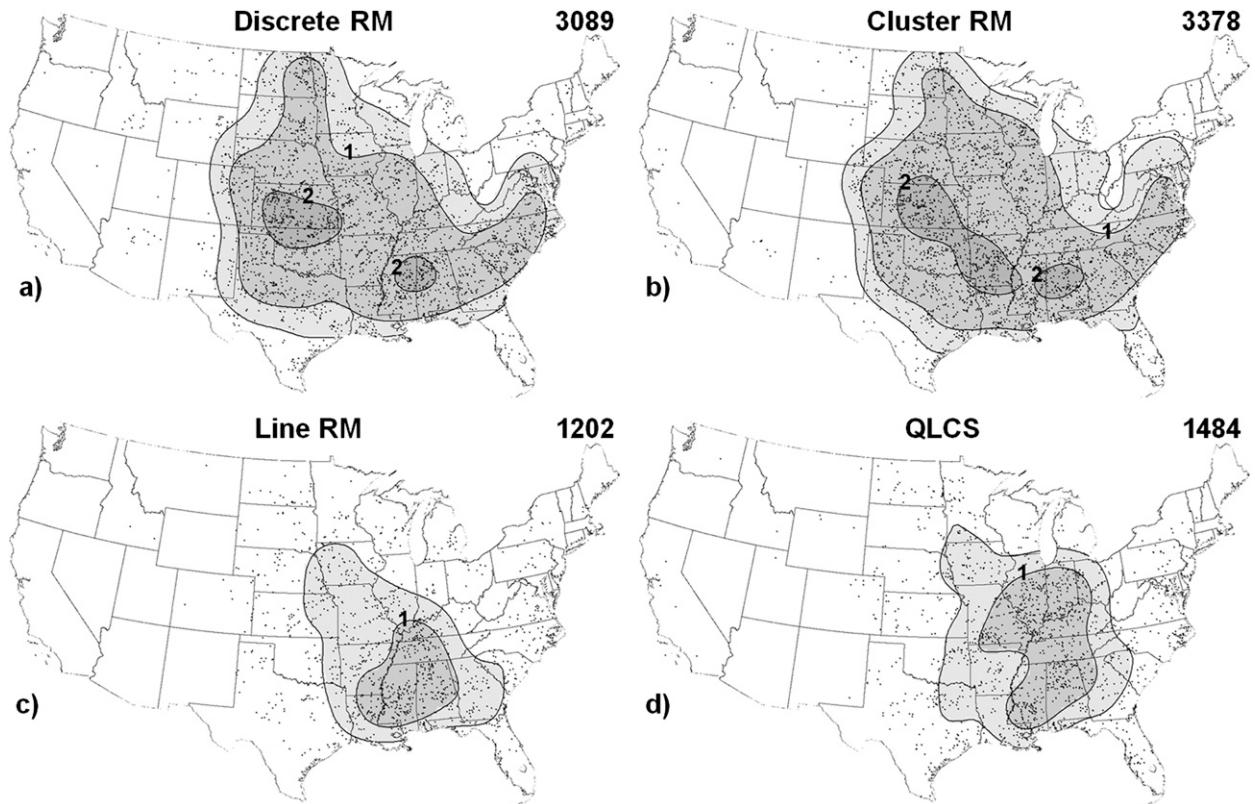 Discrete RM 3089
1
2
2
a)
Cluster RM 3378
2
1
2
b)
Line RM 1202
1
c)
QLCS 1484
1
d)